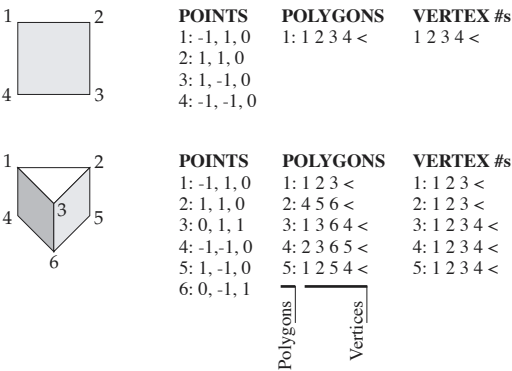 1 2
4 3
POINTS POLYGONS VERTEX #s
1: -1, 1, 0 1: 1 2 3 4 < 1 2 3 4 <
2: 1, 1, 0
3: 1, -1, 0
4: -1, -1, 0
1 2
4 3 5
6
POINTS POLYGONS VERTEX #s
1: -1, 1, 0 1: 1 2 3 < 1: 1 2 3 <
2: 1, 1, 0 2: 4 5 6 < 2: 1 2 3 <
3: 0, 1, 1 3: 1 3 6 4 < 3: 1 2 3 4 <
4: -1,-1, 0 4: 2 3 6 5 < 4: 1 2 3 4 <
5: 1, -1, 0 5: 1 2 5 4 < 5: 1 2 3 4 <
6: 0, -1, 1
Polygons
Vertices